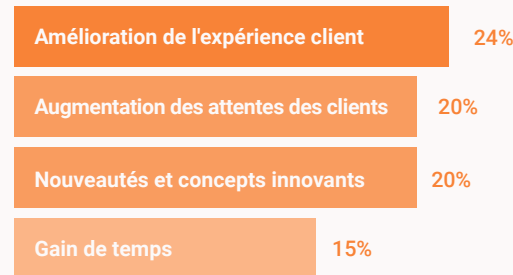 Amélioration de l'expérience client 24%
Augmentation des attentes des clients 20%
Nouveautés et concepts innovants 20%
Gain de temps 15%